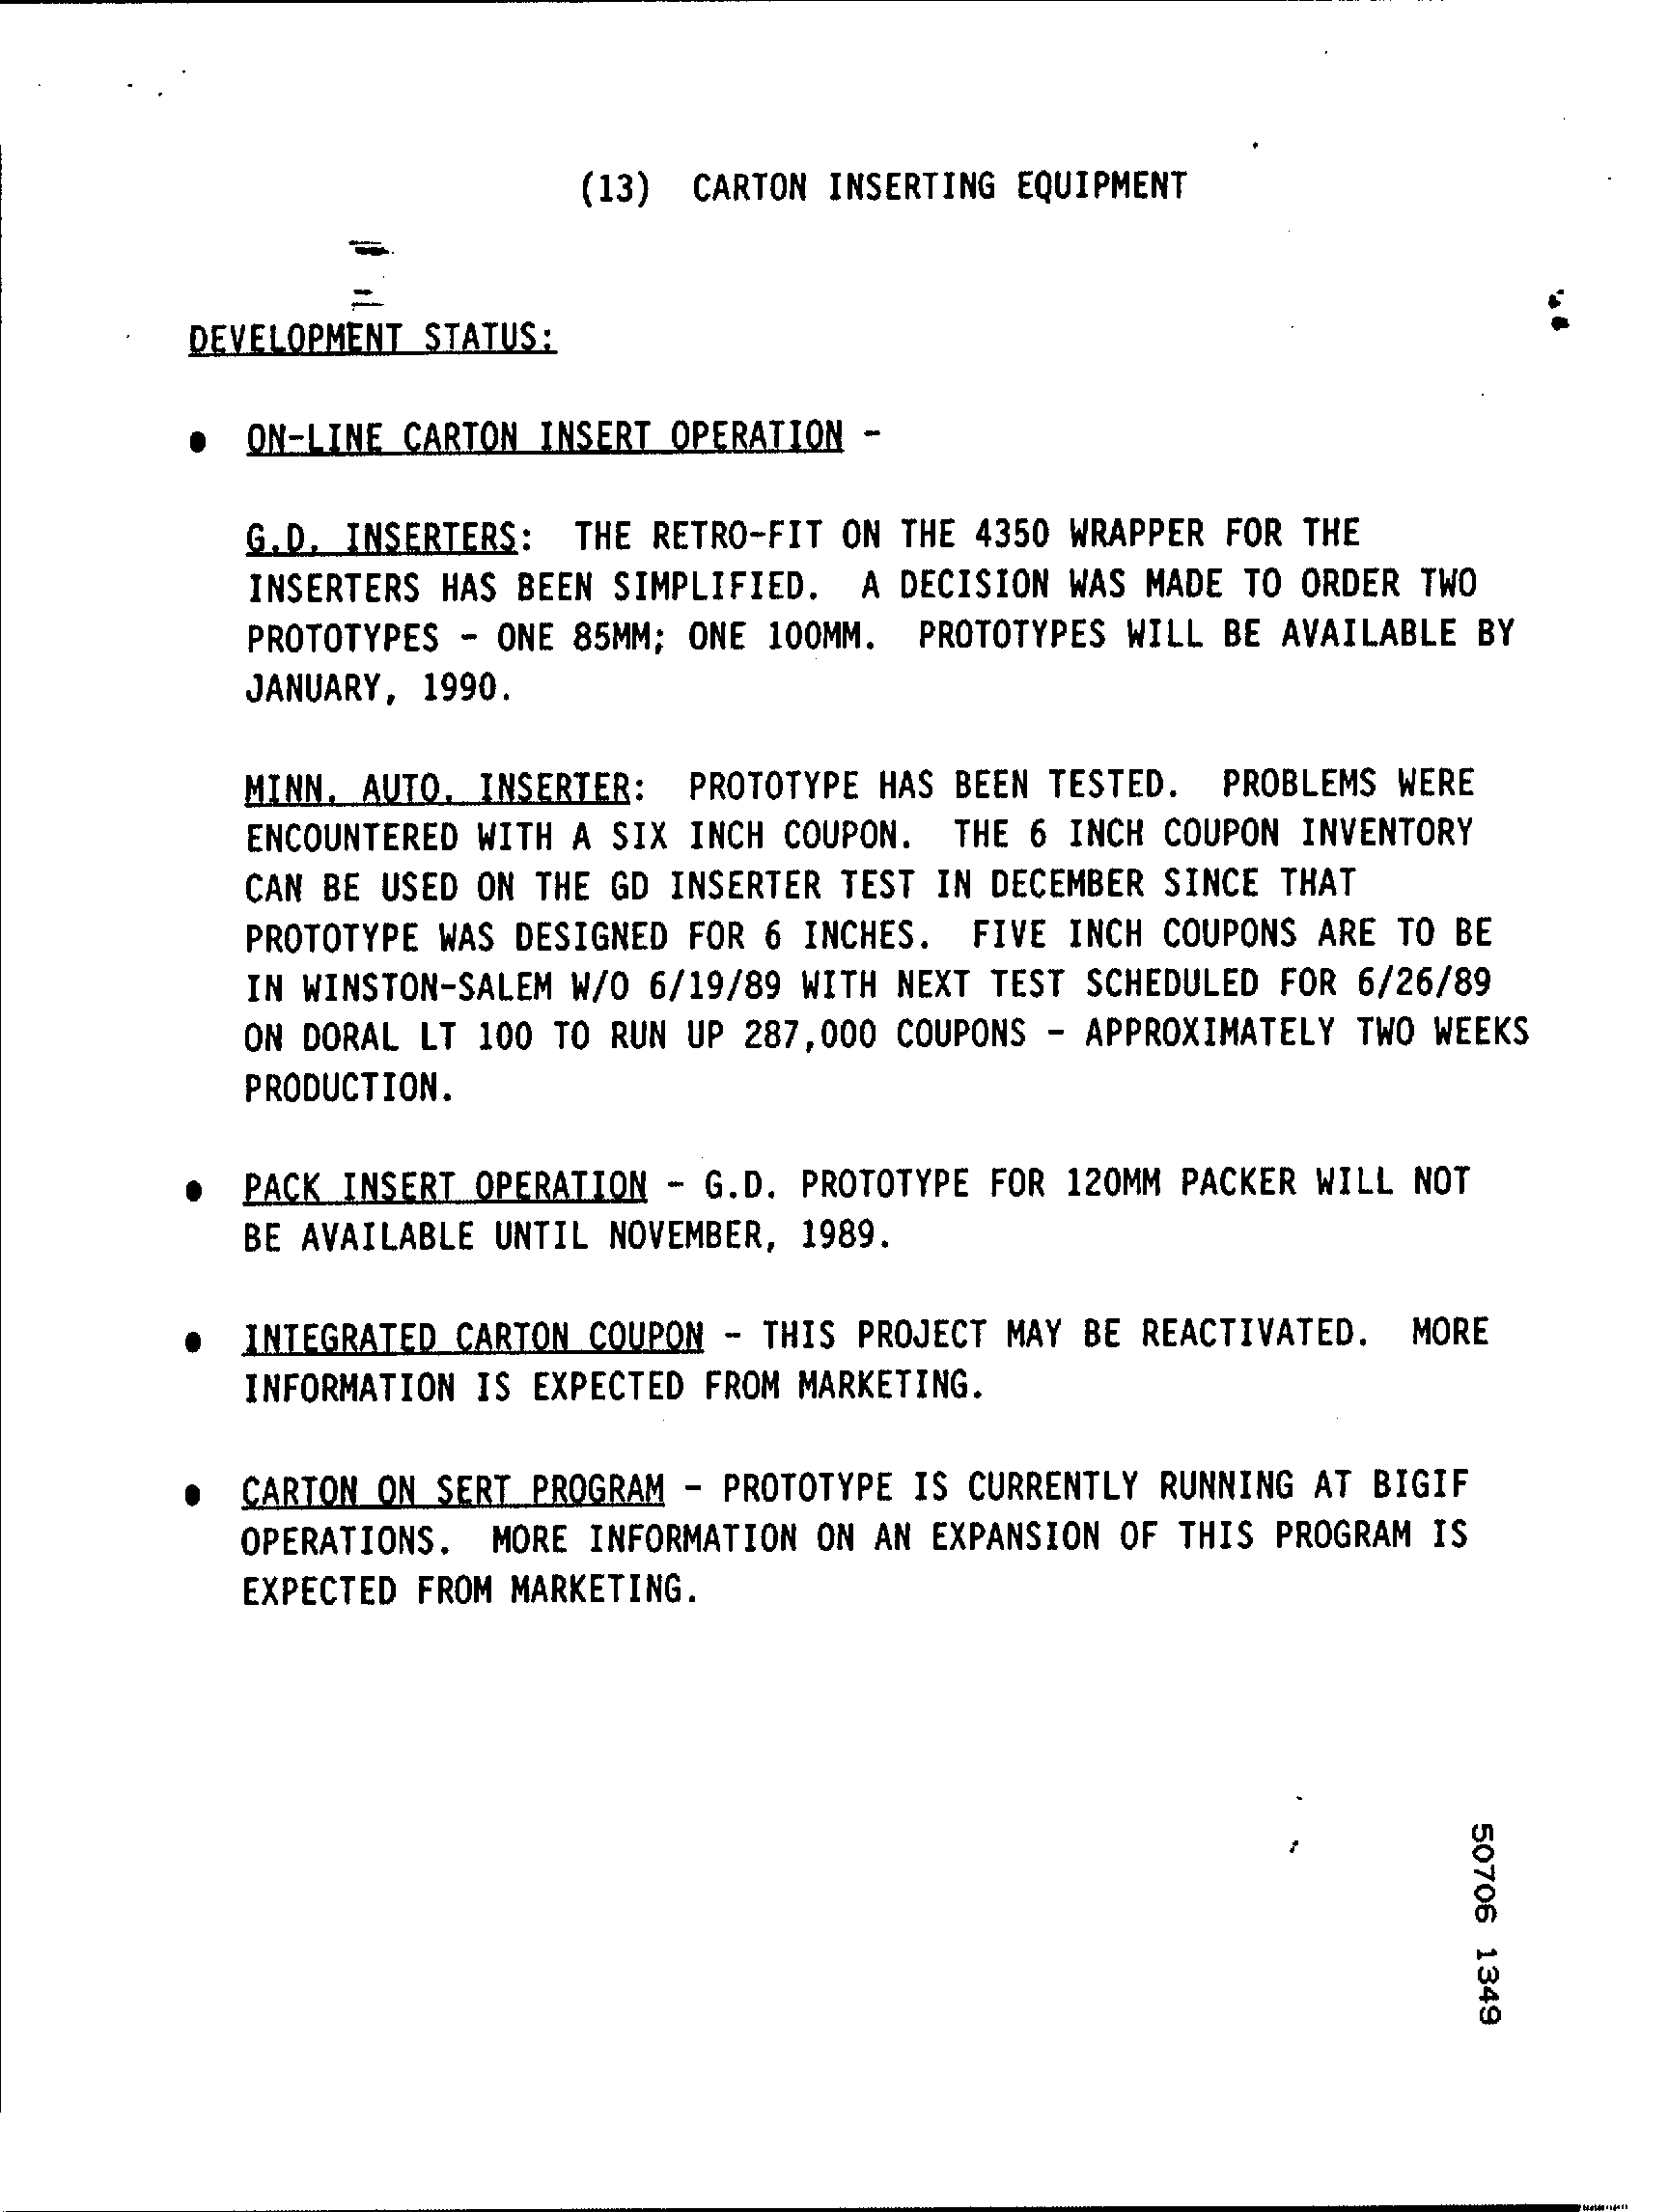 (13) CARTON INSERTING EQUIPMENT
DEVELOPMENT STATUS:
● ON-LINE CARTON INSERT OPERATION -
G.D. INSERTERS: THE RETRO-FIT ON THE 4350 WRAPPER FOR THE
INSERTERS HAS BEEN SIMPLIFIED. A DECISION WAS MADE TO ORDER TWO
PROTOTYPES - ONE 85MM; ONE 100MM. PROTOTYPES WILL BE AVAILABLE BY
JANUARY, 1990.
MINN. AUTO. INSERTER: PROTOTYPE HAS BEEN TESTED. PROBLEMS WERE
ENCOUNTERED WITH A SIX INCH COUPON. THE 6 INCH COUPON INVENTORY
CAN BE USED ON THE GD INSERTER TEST IN DECEMBER SINCE THAT
PROTOTYPE WAS DESIGNED FOR 6 INCHES. FIVE INCH COUPONS ARE TO BE
IN WINSTON-SALEM W/O 6/19/89 WITH NEXT TEST SCHEDULED FOR 6/26/89
ON DORAL LT 100 TO RUN UP 287,000 COUPONS - APPROXIMATELY TWO WEEKS
PRODUCTION.
● PACK INSERT OPERATION - G.D. PROTOTYPE FOR 120MM PACKER WILL NOT
BE AVAILABLE UNTIL NOVEMBER, 1989.
● INTEGRATED CARTON COUPON - THIS PROJECT MAY BE REACTIVATED. MORE
INFORMATION IS EXPECTED FROM MARKETING.
● CARTON ON SERT PROGRAM - PROTOTYPE IS CURRENTLY RUNNING AT BIGIF
OPERATIONS. MORE INFORMATION ON AN EXPANSION OF THIS PROGRAM IS
EXPECTED FROM MARKETING.
50706 1349